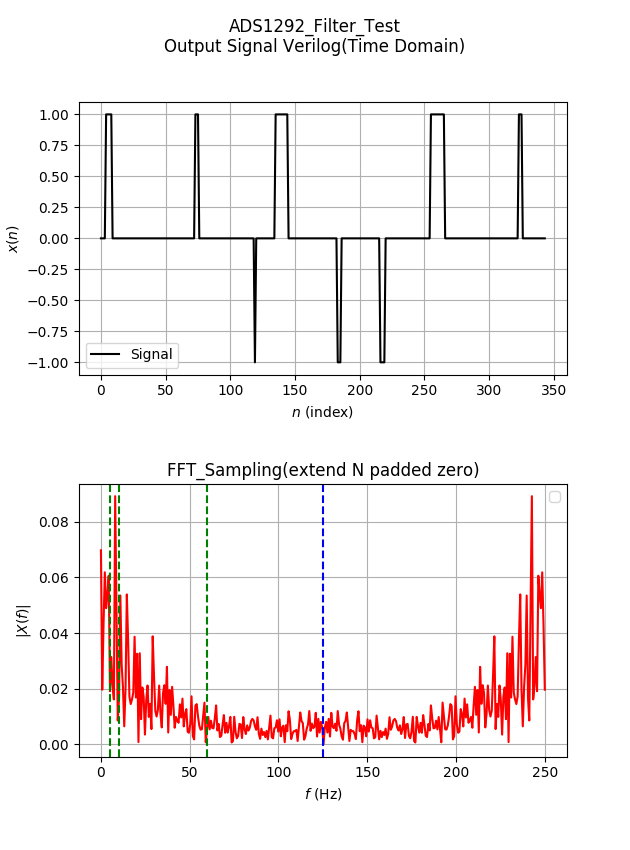 ADS1292_Filter_Test
Output Signal Verilog(Time Domain)
1.00
0.75
0.50
0.25
0.00
−0.25
−0.50
−0.75
−1.00
x(n)
Signal
0 50 100 150 200 250 300 350
n (index)
FFT_Sampling(extend N padded zero)
0.08
0.06
0.04
0.02
0.00
|X(f)|
0 50 100 150 200 250
f (Hz)